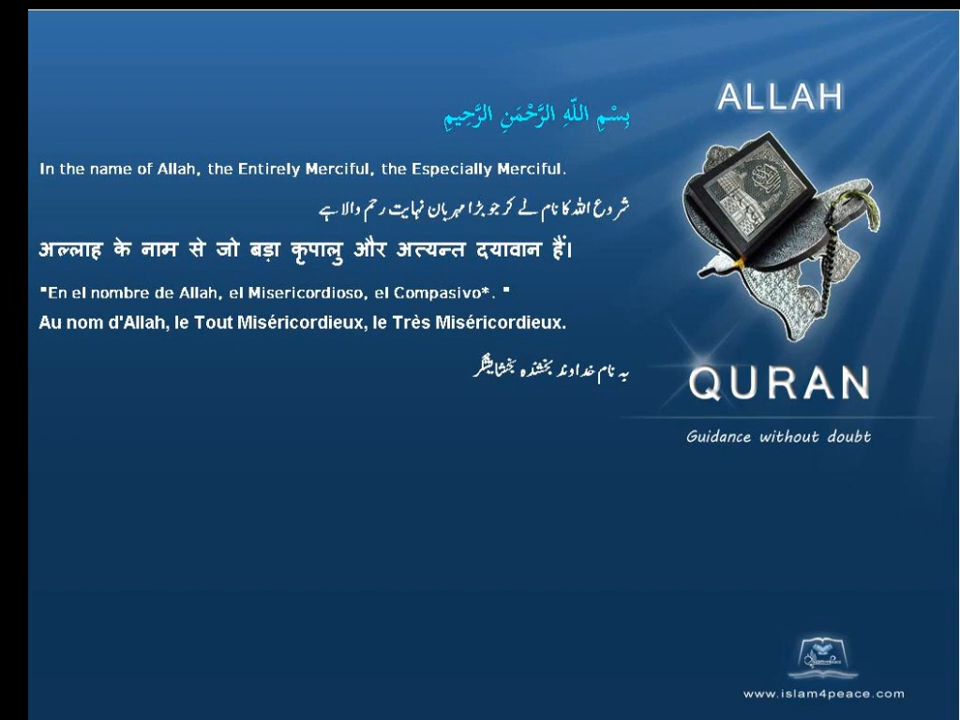 بِسْمِ اللّهِ الرَّحْمَنِ الرَّحِيمِ
In the name of Allah, the Entirely Merciful, the Especially Merciful.
شروع الله کا نام لے کر جو بڑا مہربان نہایت رحم والا ہے
अल्लाह के नाम से जो बड़ा कृपालु और अत्यन्त दयावान हैं।
"En el nombre de Allah, el Misericordioso, el Compasivo*. "
Au nom d'Allah, le Tout Miséricordieux, le Très Miséricordieux.
به نام خداوند بخشنده بخشایشگر
ALLAH
QURAN
Guidance without doubt
www.islam4peace.com